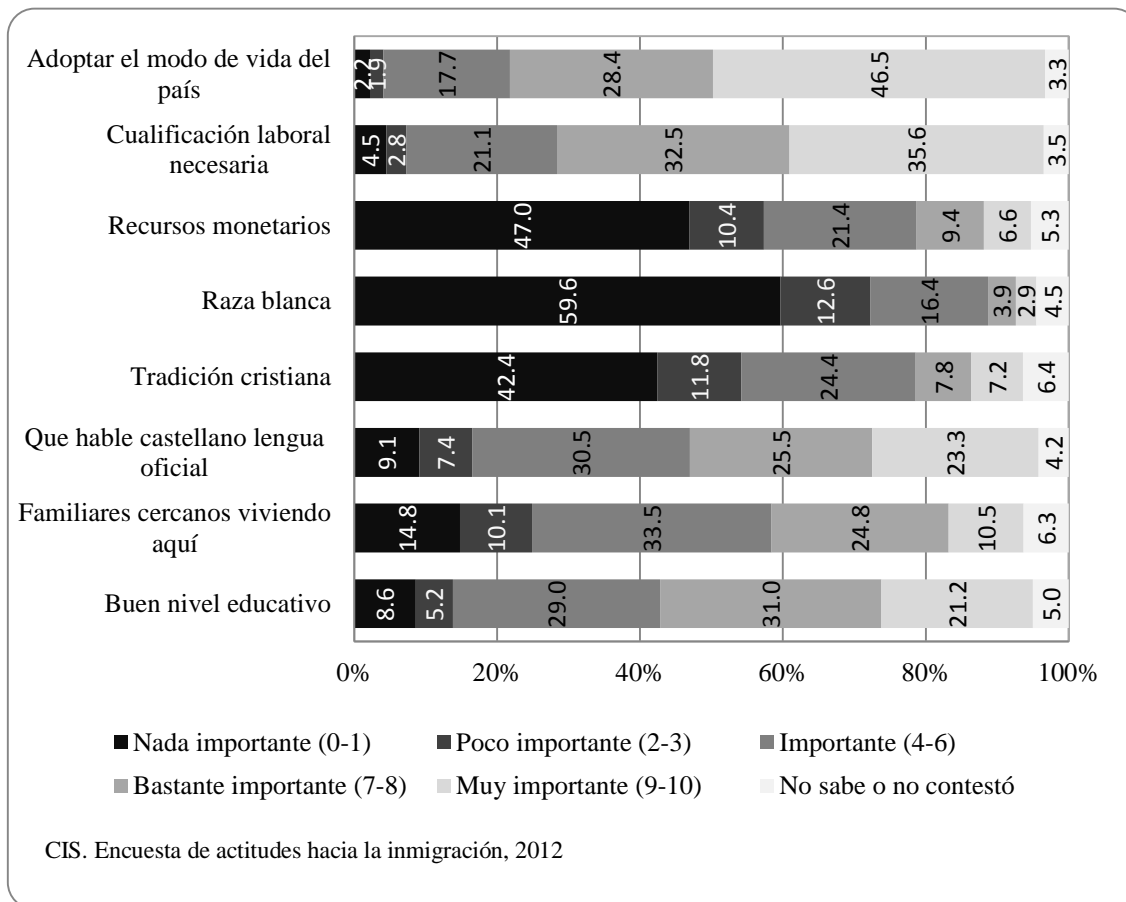 Adoptar el modo de vida del
país
2.2 1.9 17.7 28.4 46.5 3.3
Cualificación laboral
necesaria
4.5 2.8 21.1 32.5 35.6 3.5
Recursos monetarios
47.0 10.4 21.4 9.4 6.6 5.3
Raza blanca
59.6 12.6 16.4 3.9 2.9 4.5
Tradición cristiana
42.4 11.8 24.4 7.8 7.2 6.4
Que hable castellano lengua
oficial
9.1 7.4 30.5 25.5 23.3 4.2
Familiares cercanos viviendo
aquí
14.8 10.1 33.5 24.8 10.5 6.3
Buen nivel educativo
8.6 5.2 29.0 31.0 21.2 5.0
0% 20% 40% 60% 80% 100%
Nada importante (0-1) Poco importante (2-3) Importante (4-6)
Bastante importante (7-8) Muy importante (9-10) No sabe o no contestó
CIS. Encuesta de actitudes hacia la inmigración, 2012